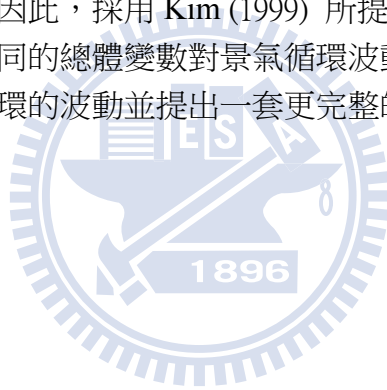 因此，採用 Kim (1999) 所提
同的總體變數對景氣循環波動
環的波動並提出一套更完整的
E S A
8
1896